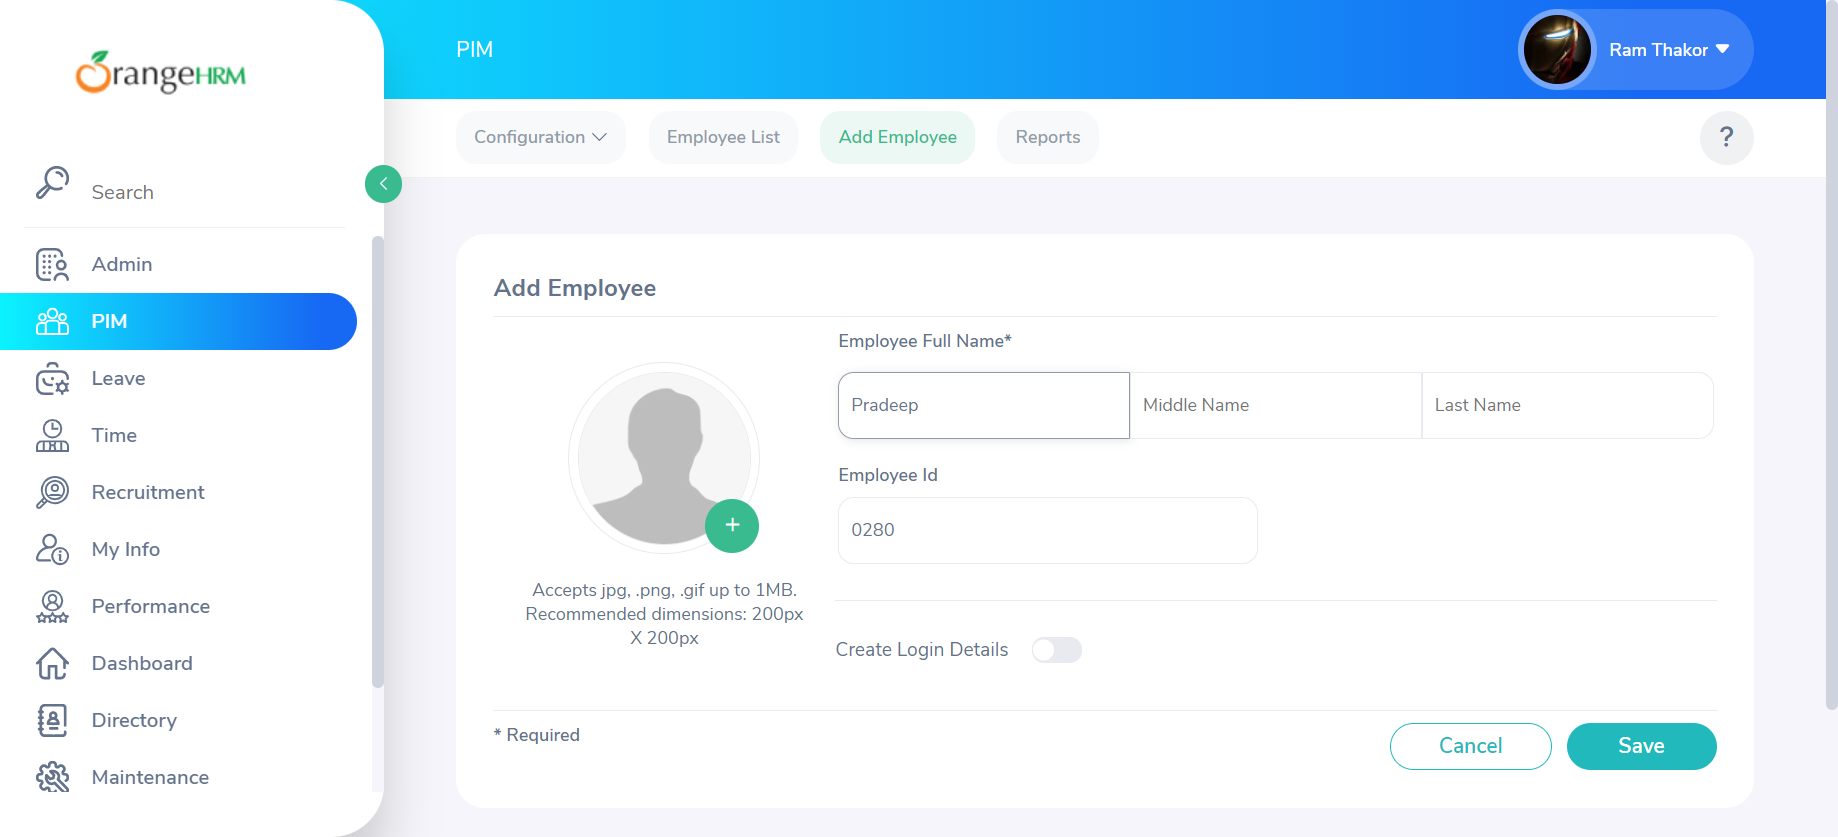 OrangeHRM
PIM
Ram Thakor
Configuration
Employee List
Add Employee
Reports
?
Search
Admin
PIM
Leave
Time
Recruitment
My Info
Performance
Dashboard
Directory
Maintenance
Add Employee
Accepts jpg, .png, .gif up to 1MB.
Recommended dimensions: 200px
X 200px
Employee Full Name*
Pradeep
Middle Name
Last Name
Employee Id
0280
Create Login Details
* Required
Cancel
Save